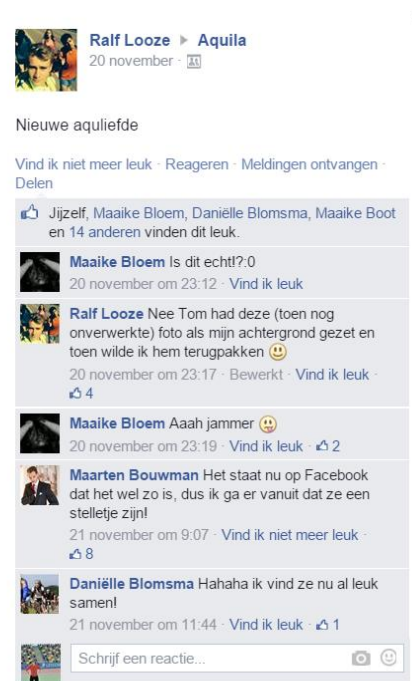 Ralf Looze ▸ Aquila
20 november ·
Nieuwe aquliefde
Vind ik niet meer leuk · Reageren · Meldingen ontvangen ·
Delen
Jijzelf, Maaike Bloem, Daniëlle Blomsma, Maaike Boot
en 14 anderen vinden dit leuk.
Maaike Bloem Is dit echt!?:0
20 november om 23:12 · Vind ik leuk
Ralf Looze Nee Tom had deze (toen nog
onverwerkte) foto als mijn achtergrond gezet en
toen wilde ik hem terugpakken
20 november om 23:17 · Bewerkt · Vind ik leuk ·
4
Maaike Bloem Aaah jammer
20 november om 23:19 · Vind ik leuk · 2
Maarten Bouwman Het staat nu op Facebook
dat het wel zo is, dus ik ga er vanuit dat ze een
stelletje zijn!
21 november om 9:07 · Vind ik niet meer leuk ·
8
Daniëlle Blomsma Hahaha ik vind ze nu al leuk
samen!
21 november om 11:44 · Vind ik leuk · 1
Schrijf een reactie...